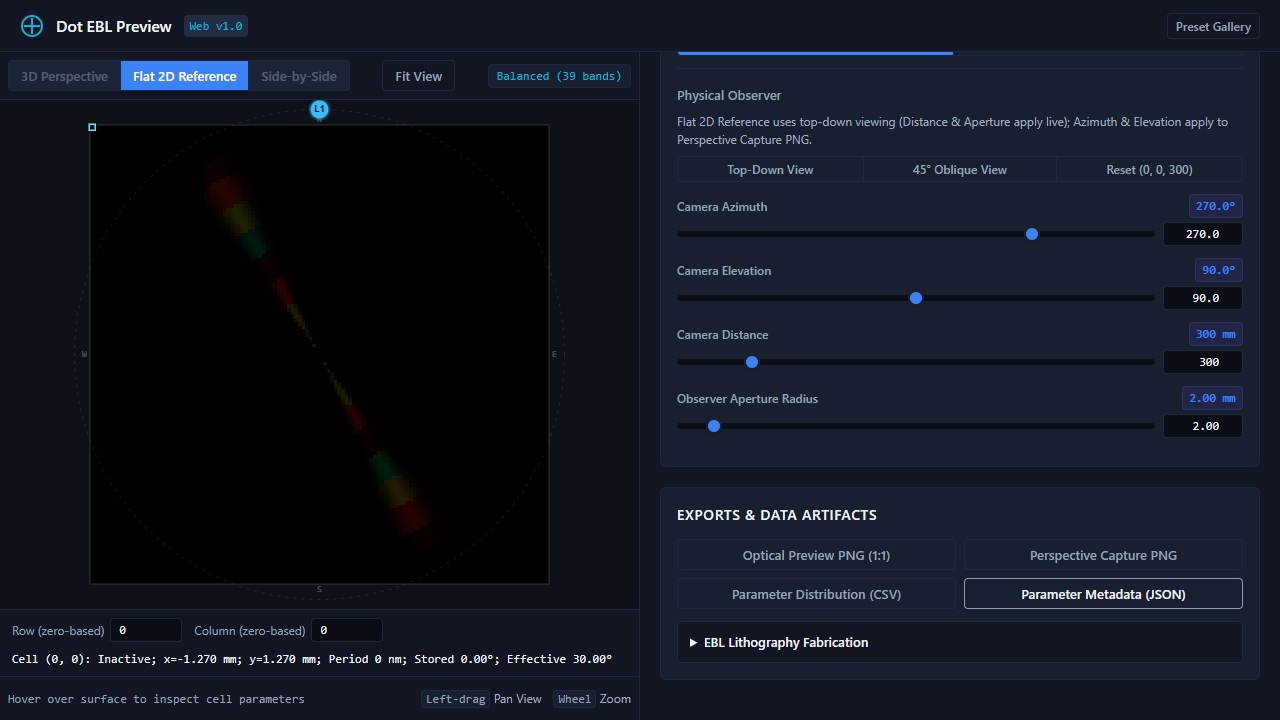 Dot EBL Preview
Web v1.0
Preset Gallery
3D Perspective
Flat 2D Reference
Side-by-Side
Fit View
Balanced (39 bands)
L1
W
E
S
Row (zero-based)
0
Column (zero-based)
0
Cell (0, 0): Inactive; x=-1.270 mm; y=1.270 mm; Period 0 nm; Stored 0.00°; Effective 30.00°
Hover over surface to inspect cell parameters
Left-drag Pan View
Wheel Zoom
Physical Observer
Flat 2D Reference uses top-down viewing (Distance & Aperture apply live); Azimuth & Elevation apply to
Perspective Capture PNG.
Top-Down View
45° Oblique View
Reset (0, 0, 300)
Camera Azimuth
270.0°
270.0
Camera Elevation
90.0°
90.0
Camera Distance
300 mm
300
Observer Aperture Radius
2.00 mm
2.00
EXPORTS & DATA ARTIFACTS
Optical Preview PNG (1:1)
Perspective Capture PNG
Parameter Distribution (CSV)
Parameter Metadata (JSON)
EBL Lithography Fabrication